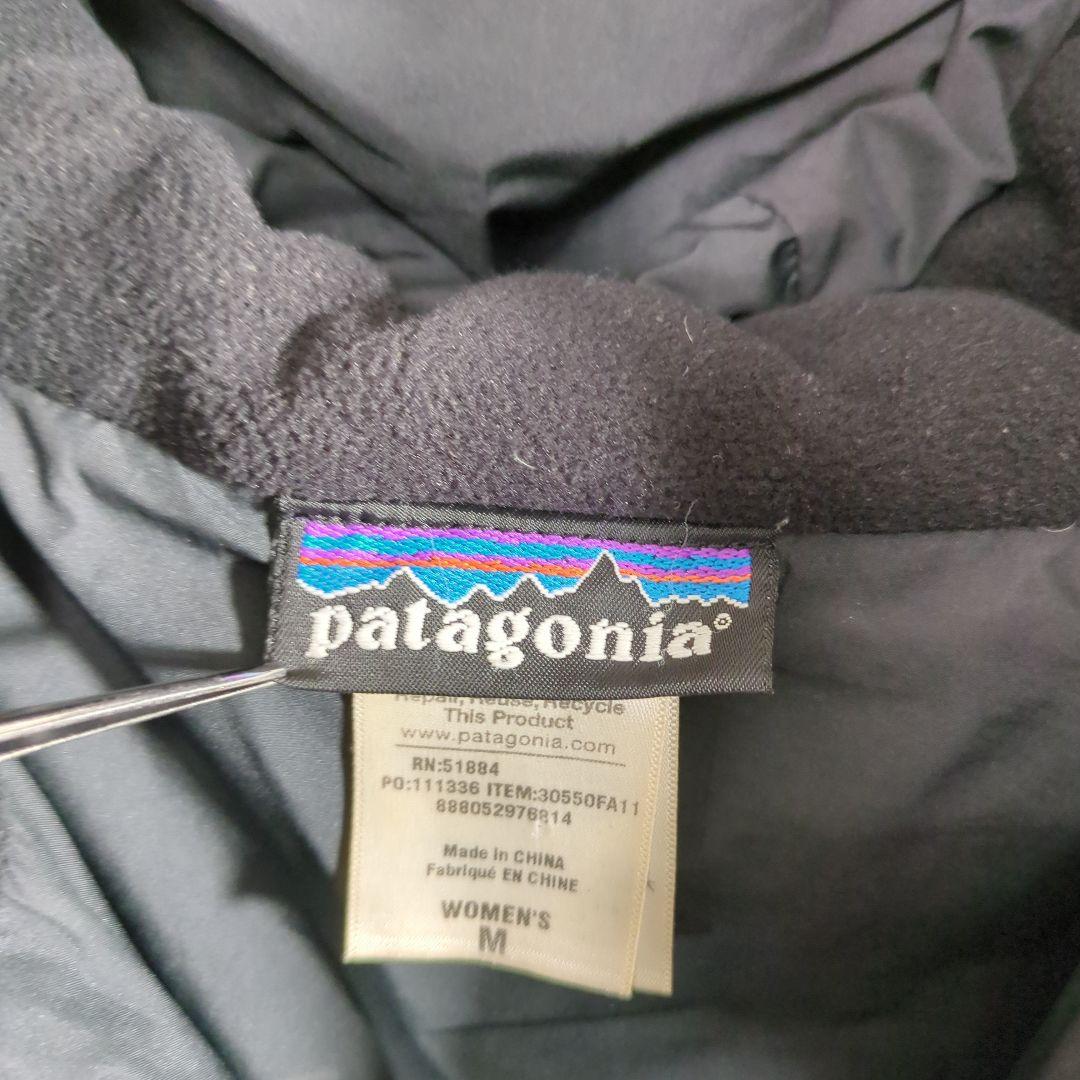 patagonia®
Repair, Reuse, Recycle
This Product
www.patagonia.com
RN:51884
PO:111336 ITEM:30550FA11
888052976814
Made in CHINA
Fabriqué EN CHINE
WOMEN'S
M